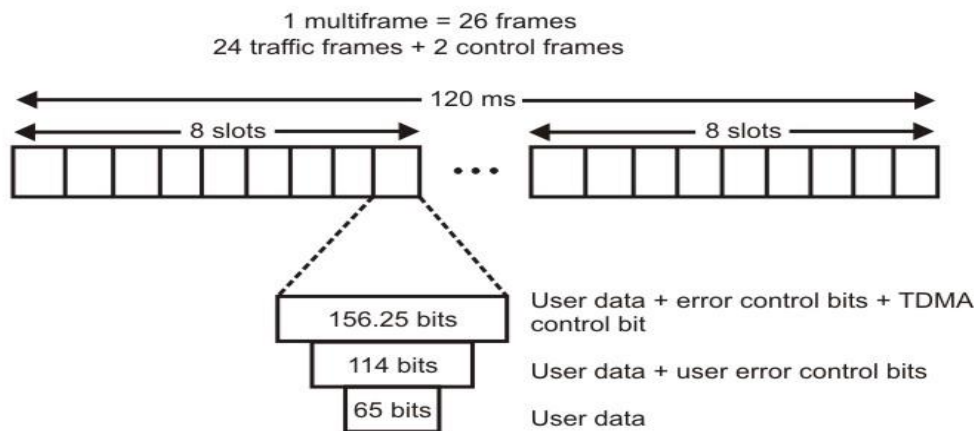 1 multiframe = 26 frames
24 traffic frames + 2 control frames
120 ms
8 slots
8 slots
156.25 bits
User data + error control bits + TDMA
control bit
114 bits
User data + user error control bits
65 bits
User data